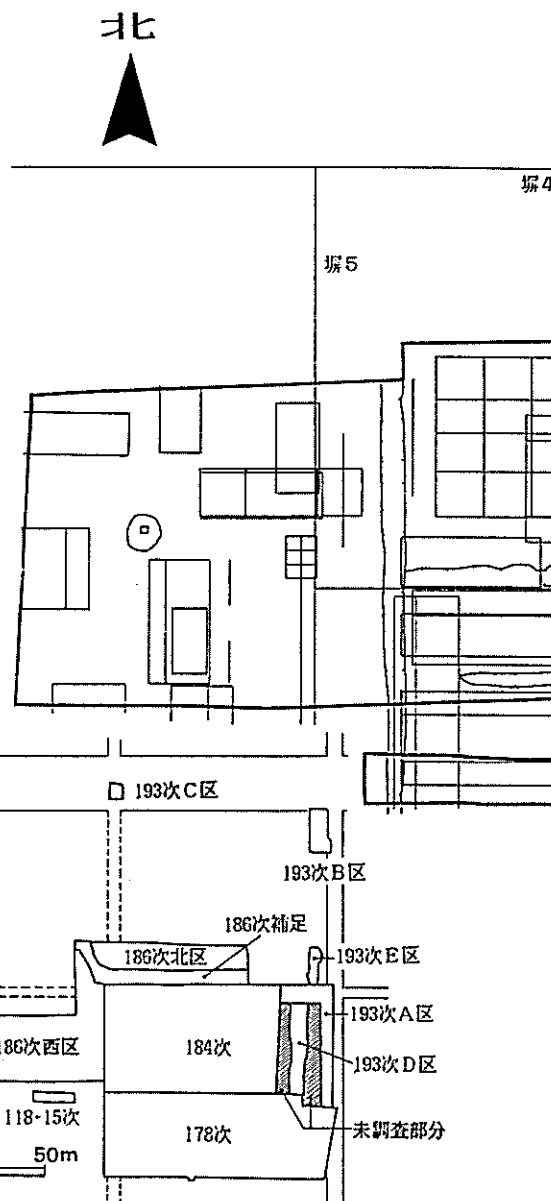 北
塀4
塀5
193次C区
193次B区
186次補足
186次北区
193次E区
193次A区
186次西区
184次
193次D区
118-15次
178次
未調査部分
50m